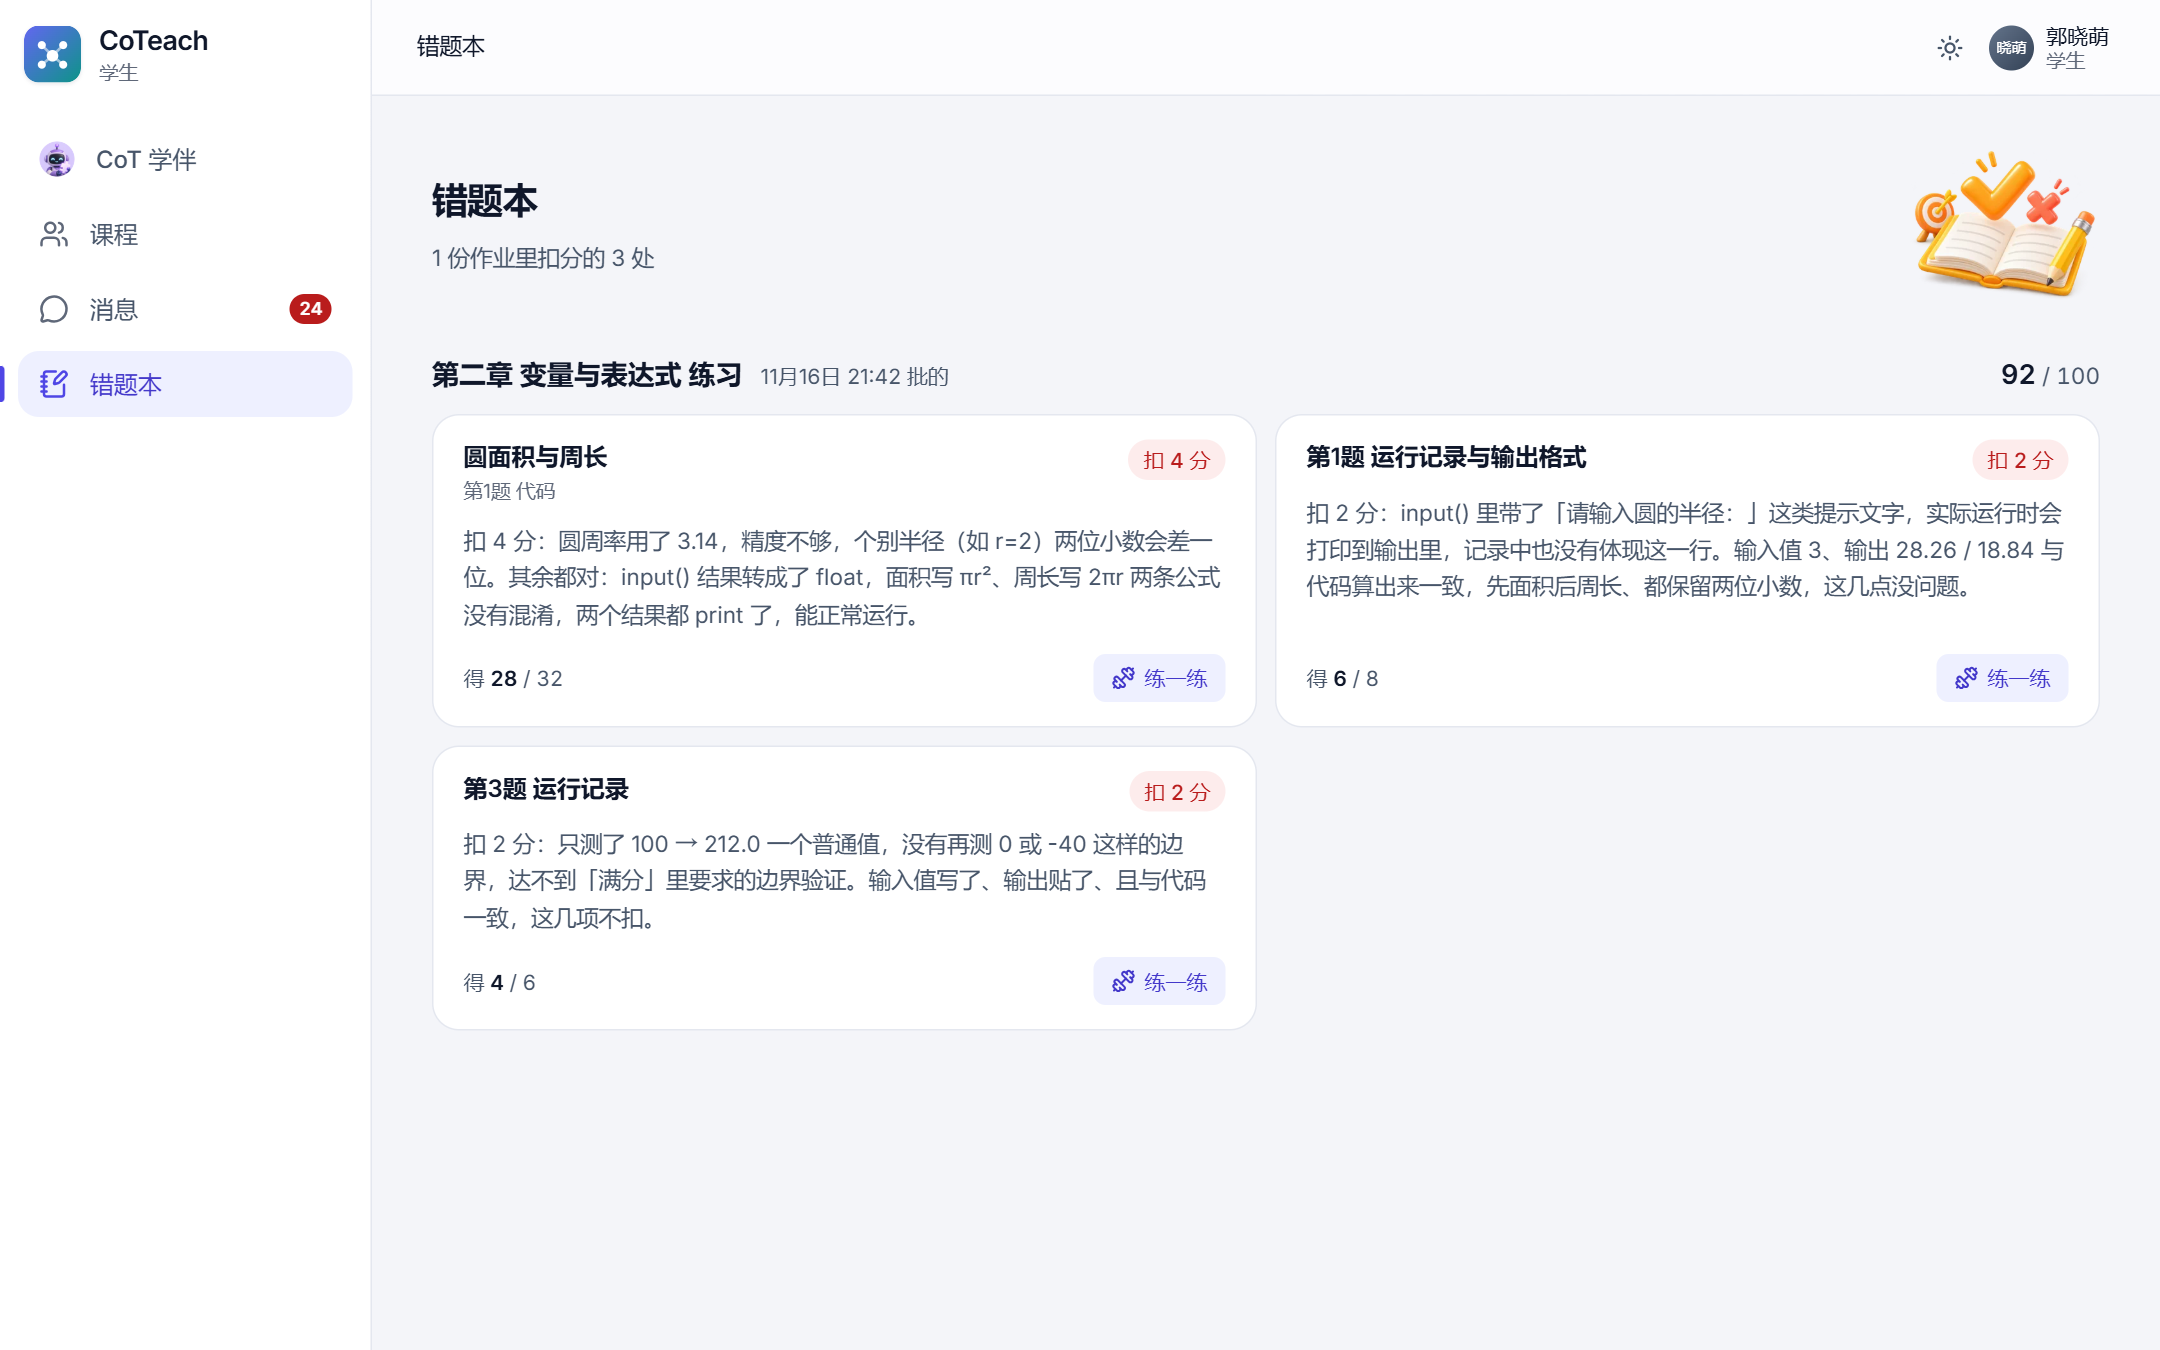 CoTeach
学生
CoT 学伴
课程
消息
24
错题本
错题本
晓萌
郭晓萌
学生
错题本
1 份作业里扣分的 3 处
第二章 变量与表达式 练习
11月16日 21:42 批的
92 / 100
圆面积与周长
扣 4 分
第1题 代码
扣 4 分：圆周率用了 3.14，精度不够，个别半径（如 r=2）两位小数会差一
位。其余都对：input() 结果转成了 float，面积写 πr²、周长写 2πr 两条公式
没有混淆，两个结果都 print 了，能正常运行。
得 28 / 32
练一练
第1题 运行记录与输出格式
扣 2 分
扣 2 分：input() 里带了「请输入圆的半径：」这类提示文字，实际运行时会
打印到输出里，记录中也没有体现这一行。输入值 3、输出 28.26 / 18.84 与
代码算出来一致，先面积后周长、都保留两位小数，这几点没问题。
得 6 / 8
练一练
第3题 运行记录
扣 2 分
扣 2 分：只测了 100 → 212.0 一个普通值，没有再测 0 或 -40 这样的边
界，达不到「满分」里要求的边界验证。输入值写了、输出贴了、且与代码
一致，这几项不扣。
得 4 / 6
练一练